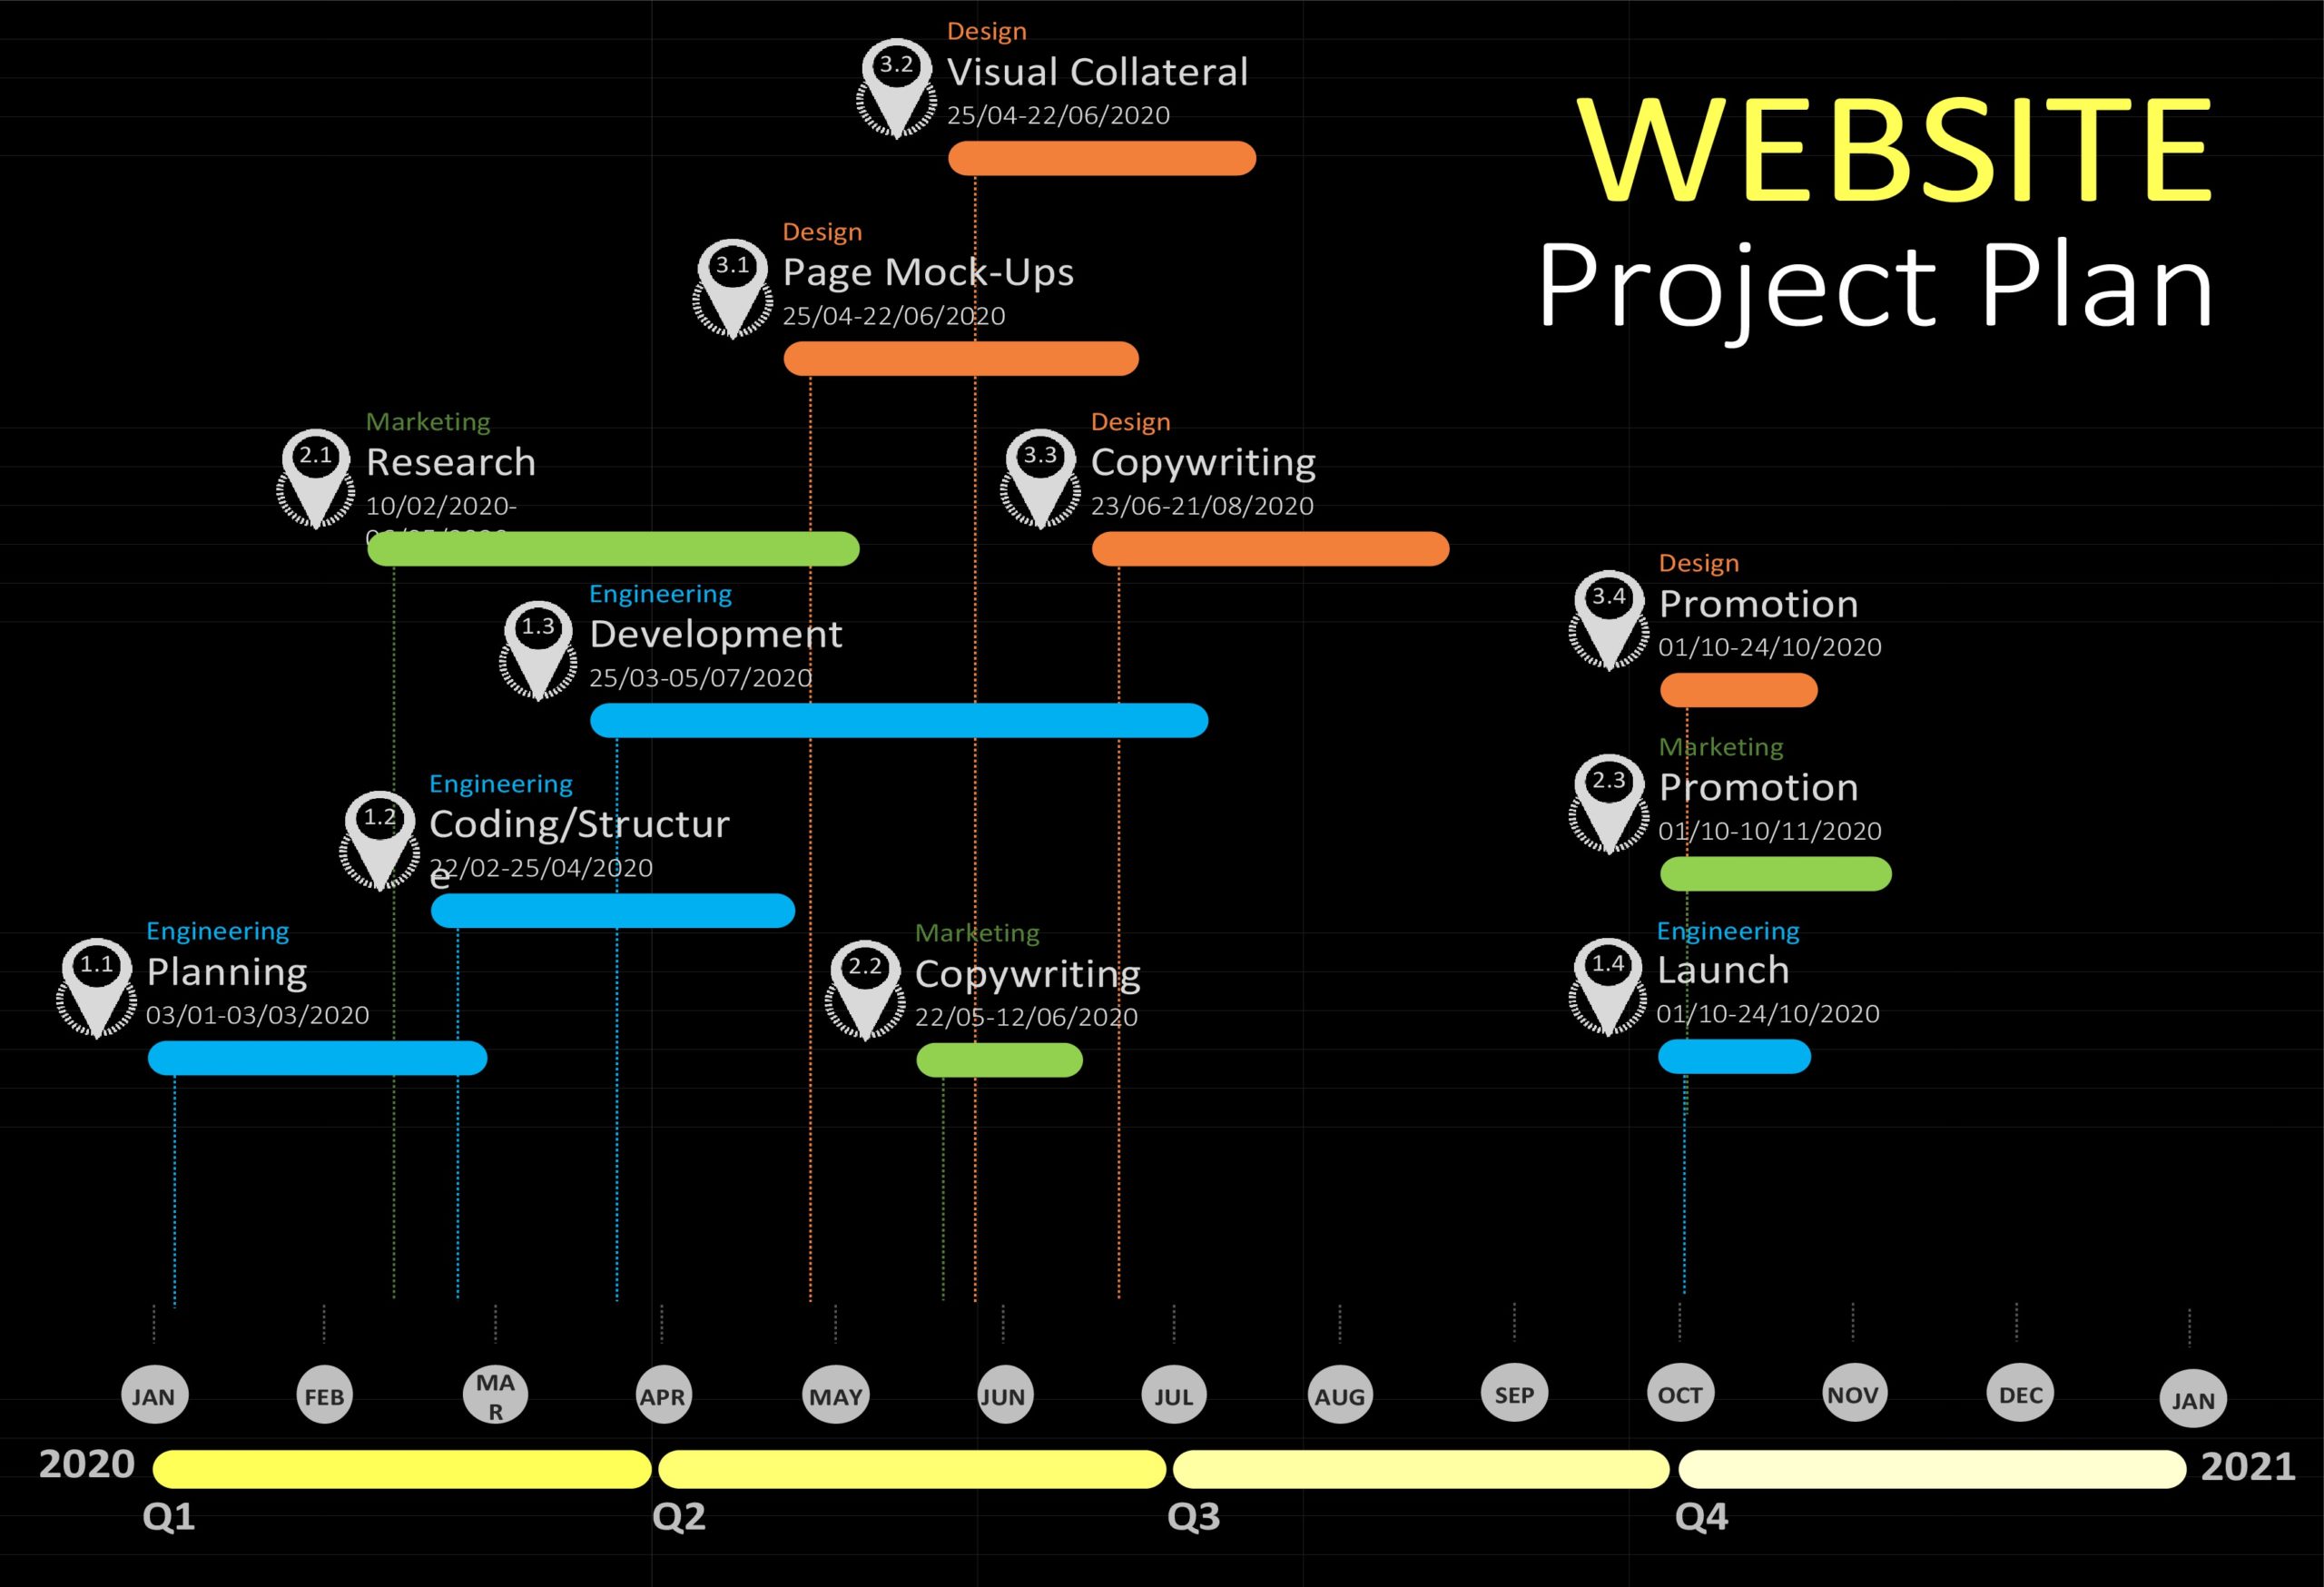 WEBSITE
Project Plan
Design
3.2
Visual Collateral
25/04-22/06/2020
Design
3.1
Page Mock-Ups
25/04-22/06/2020
Marketing
2.1
Research
10/02/2020-
Design
3.3
Copywriting
23/06-21/08/2020
Engineering
1.3
Development
25/03-05/07/2020
Design
3.4
Promotion
01/10-24/10/2020
Marketing
2.3
Promotion
01/10-10/11/2020
Engineering
1.2
Coding/Structur
e
22/02-25/04/2020
Engineering
1.1
Planning
03/01-03/03/2020
Marketing
2.2
Copywriting
22/05-12/06/2020
Engineering
1.4
Launch
01/10-24/10/2020
JAN
FEB
MA
R
APR
MAY
JUN
JUL
AUG
SEP
OCT
NOV
DEC
JAN
2020
2021
Q1
Q2
Q3
Q4